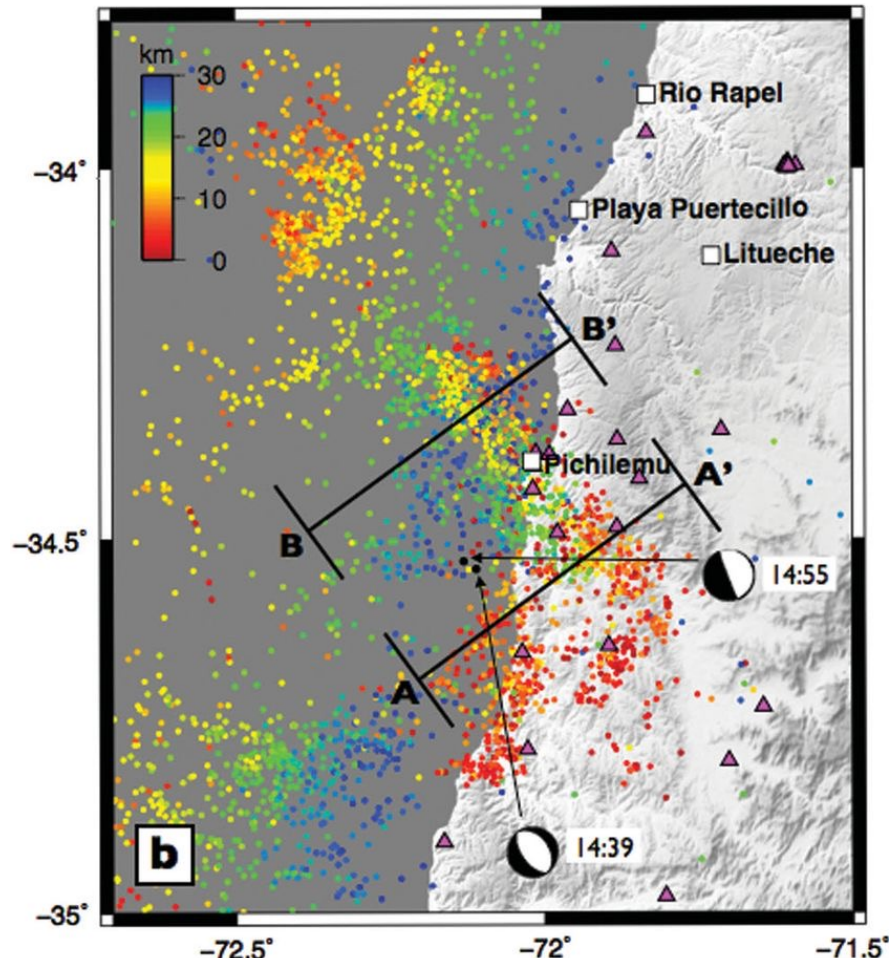 km
30
20
10
0
Rio Rapel
−34°
Playa Puertecillo
Litueche
B'
Pichilemu
A'
−34.5°
B
14:55
A
b
14:39
−35°
−72.5°
−72°
−71.5°